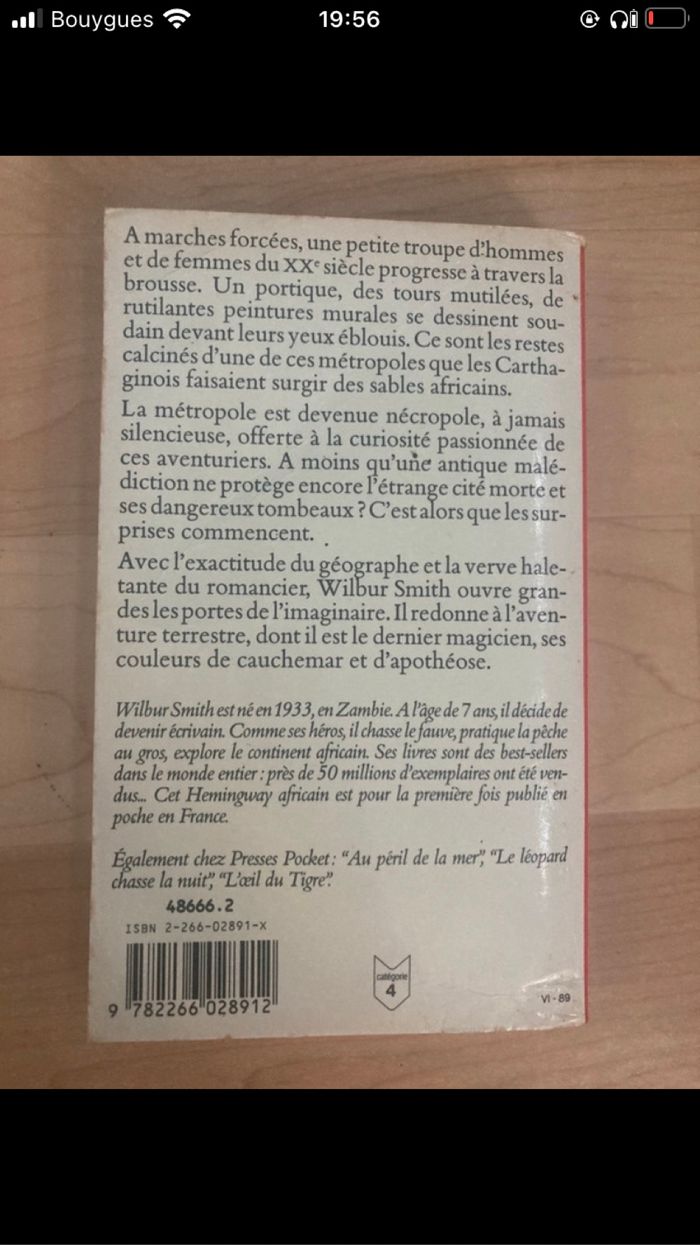 Bouygues 19:56
A marches forcées, une petite troupe d'hommes
et de femmes du XXe siècle progresse à travers la
brousse. Un portique, des tours mutilées, de
rutilantes peintures murales se dessinent sou-
dain devant leurs yeux éblouis. Ce sont les restes
calcinés d'une de ces métropoles que les Cartha-
ginois faisaient surgir des sables africains.
La métropole est devenue nécropole, à jamais
silencieuse, offerte à la curiosité passionnée de
ces aventuriers. A moins qu'une antique malé-
diction ne protège encore l'étrange cité morte et
ses dangereux tombeaux ? C'est alors que les sur-
prises commencent.
Avec l'exactitude du géographe et la verve hale-
tante du romancier, Wilbur Smith ouvre gran-
des les portes de l'imaginaire. Il redonne à l'aven-
ture terrestre, dont il est le dernier magicien, ses
couleurs de cauchemar et d'apothéose.
Wilbur Smith est né en 1933, en Zambie. A l'âge de 7 ans, il décide de
devenir écrivain. Comme ses héros, il chasse le fauve, pratique la pêche
au gros, explore le continent africain. Ses livres sont des best-sellers
dans le monde entier : près de 50 millions d'exemplaires ont été ven-
dus... Cet Hemingway africain est pour la première fois publié en
poche en France.
Également chez Presses Pocket : "Au péril de la mer", "Le léopard
chasse la nuit", "L'œil du Tigre".
48666.2
ISBN 2-266-02891-X
9 782266 028912
catégorie
4
VI - 89